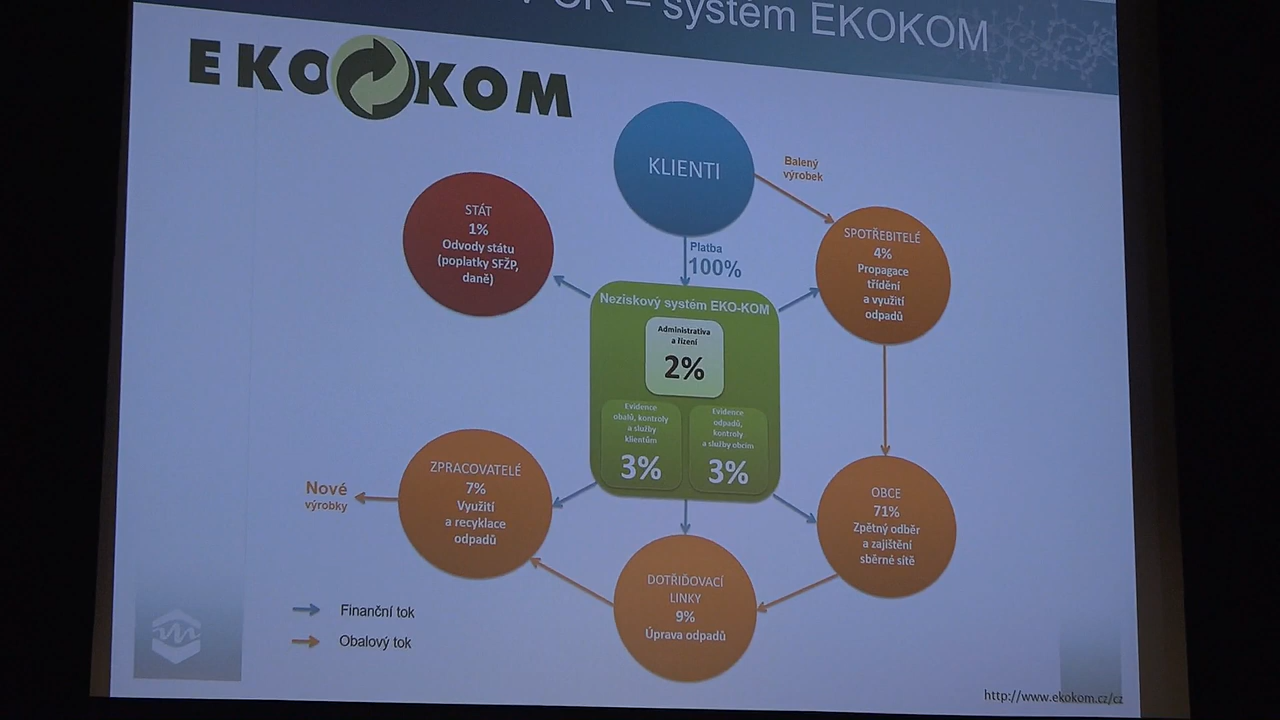 – systém EKOKOM
EKO KOM
KLIENTI
Balený
výrobek
STÁT
1%
Odvody státu
(poplatky SFŽP,
daně)
SPOTŘEBITELÉ
4%
Propagace
třídění
a využití
odpadů
Platba
100%
Neziskový systém EKO-KOM
Administrativa
a řízení
2%
Evidence
obalů, kontroly
a služby
klientům
3%
Evidence
odpadů,
kontroly
a služby obcím
3%
ZPRACOVATELÉ
7%
Využití
a recyklace
odpadů
Nové
výrobky
OBCE
71%
Zpětný odběr
a zajištění
sběrné sítě
DOTŘIĎOVACÍ
LINKY
9%
Úprava odpadů
Finanční tok
Obalový tok
http://www.ekokom.cz/cz